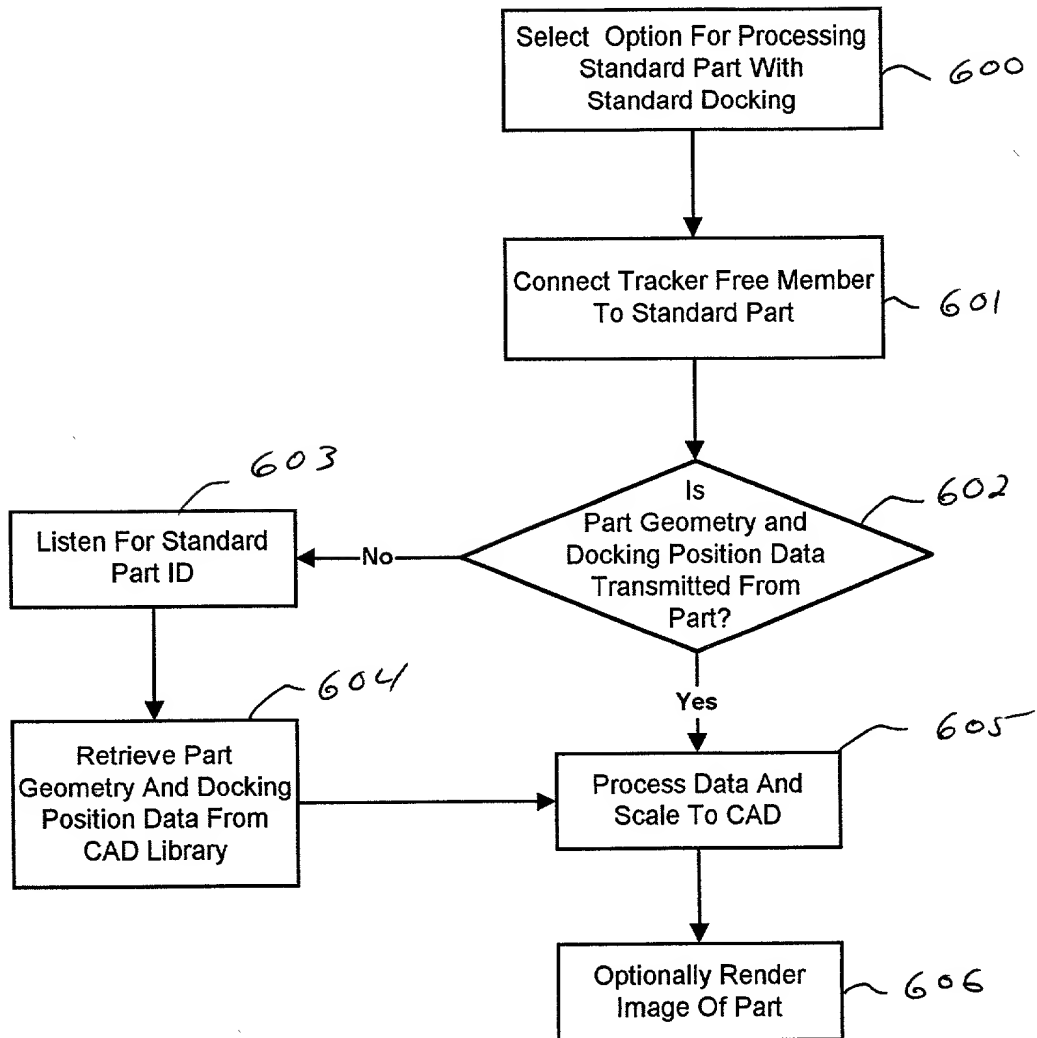 Select Option For Processing
Standard Part With
Standard Docking
600
Connect Tracker Free Member
To Standard Part
601
Is
Part Geometry and
Docking Position Data
Transmitted From
Part?
602
No
603
Listen For Standard
Part ID
604
Retrieve Part
Geometry And Docking
Position Data From
CAD Library
Yes
605
Process Data And
Scale To CAD
Optionally Render
Image Of Part
606